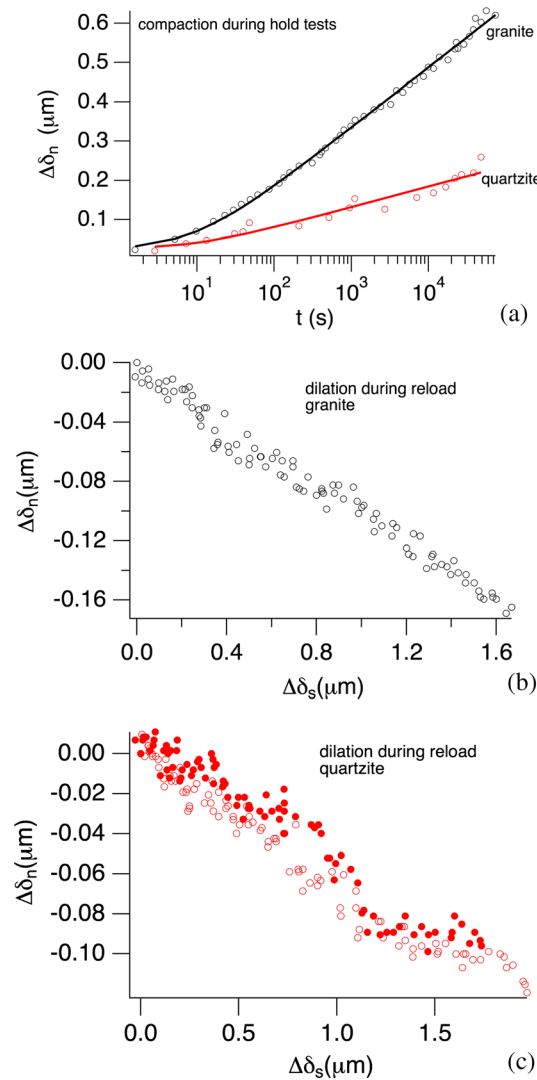 compaction during hold tests
granite
quartzite
Δδn (μm)
0.6
0.5
0.4
0.3
0.2
0.1
10^1 10^2 10^3 10^4
t (s)
(a)
dilation during reload
granite
Δδn(μm)
0.00
-0.04
-0.08
-0.12
-0.16
0.0 0.4 0.8 1.2 1.6
Δδs(μm)
(b)
dilation during reload
quartzite
Δδn(μm)
0.00
-0.02
-0.04
-0.06
-0.08
-0.10
0.0 0.5 1.0 1.5
Δδs(μm)
(c)